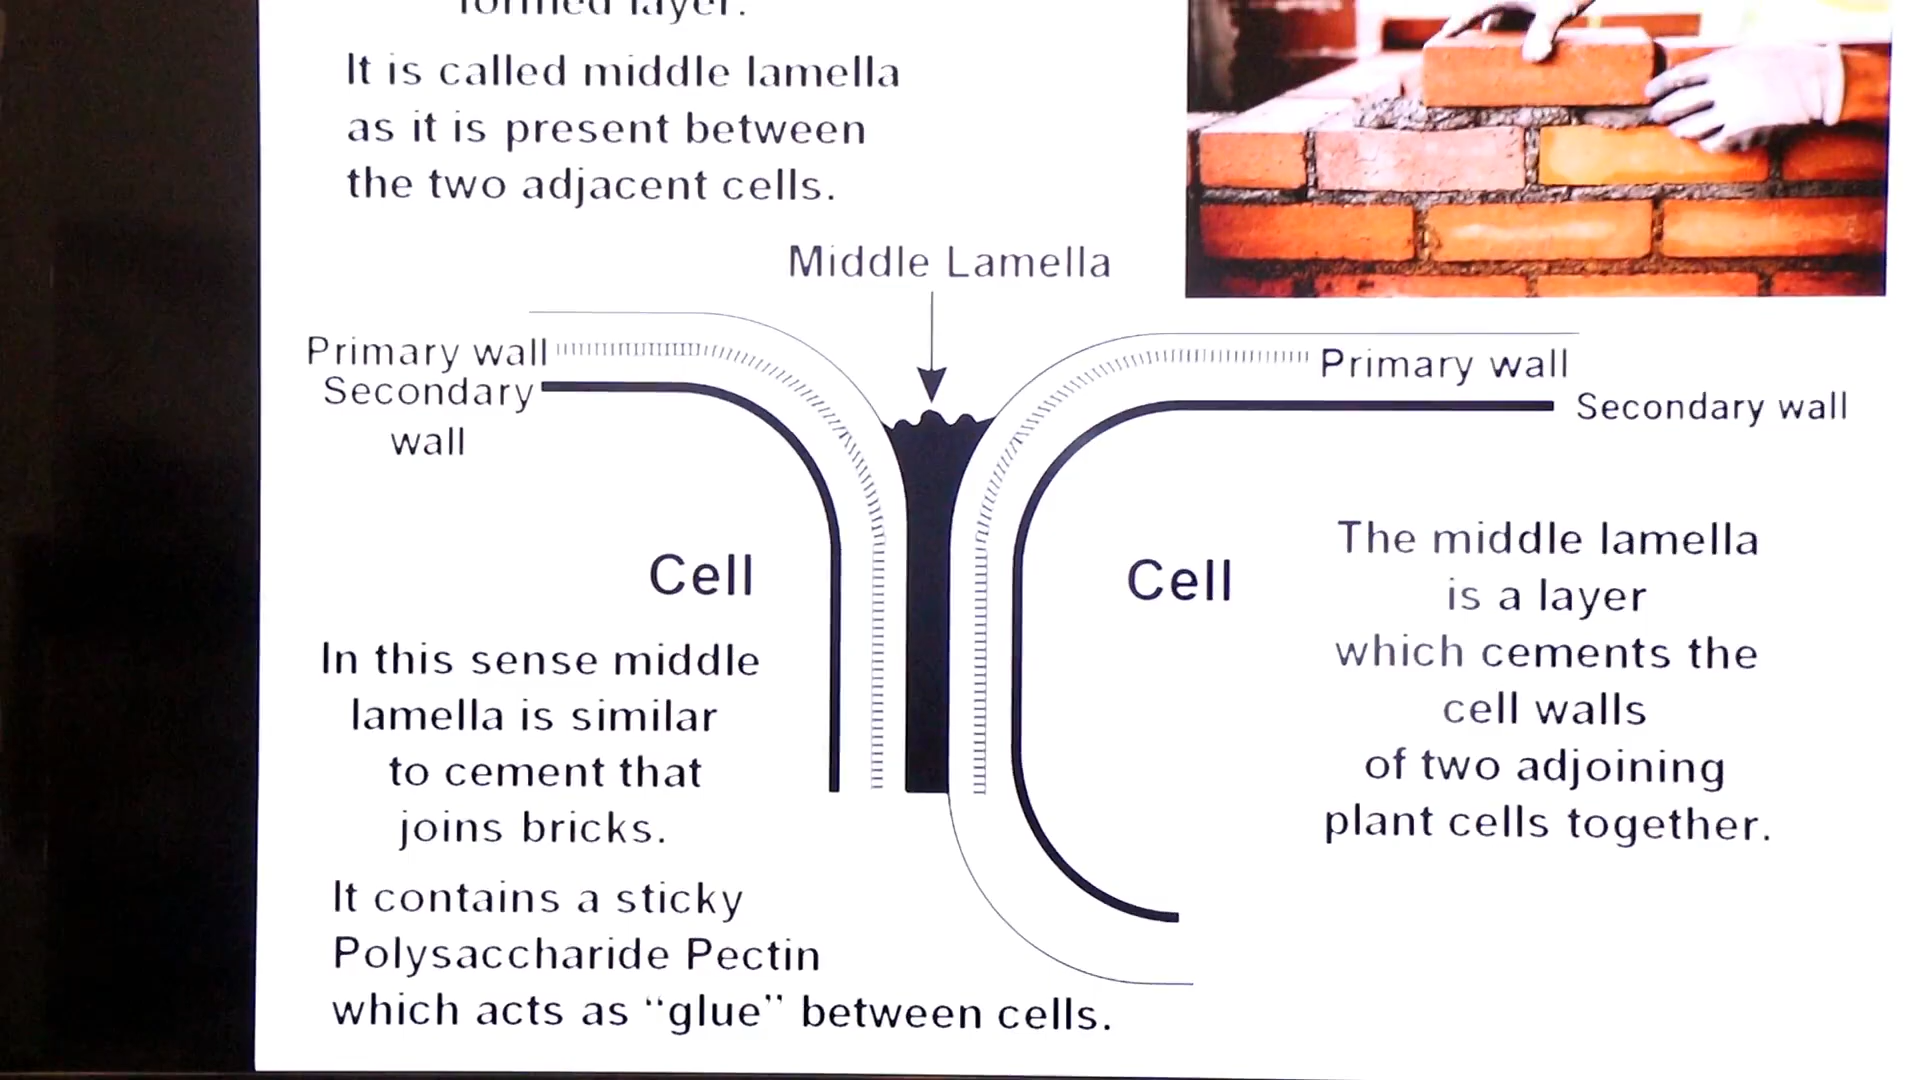 formed layer.
It is called middle lamella
as it is present between
the two adjacent cells.
Middle Lamella
Primary wall
Secondary
wall
Primary wall
Secondary wall
Cell
Cell
In this sense middle
lamella is similar
to cement that
joins bricks.
The middle lamella
is a layer
which cements the
cell walls
of two adjoining
plant cells together.
It contains a sticky
Polysaccharide Pectin
which acts as “glue” between cells.